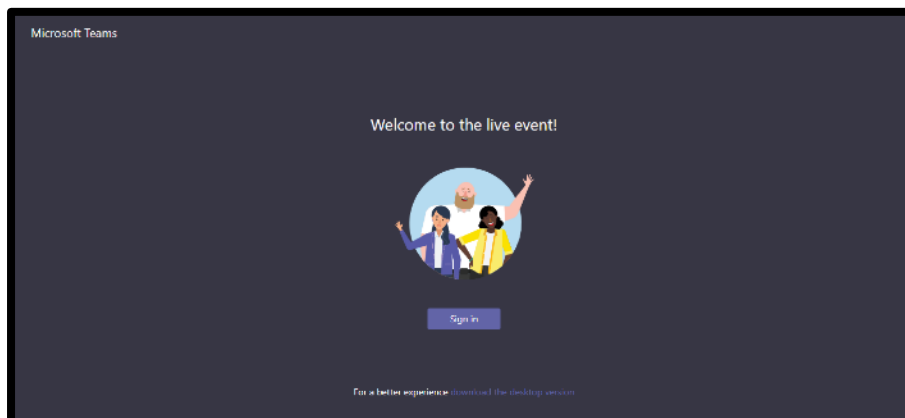 Microsoft Teams
Welcome to the live event!
Sign in
For a better experience download the desktop version